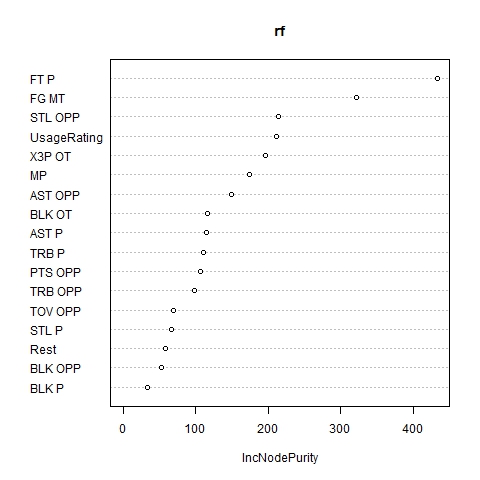 rf
FT P
FG MT
STL OPP
UsageRating
X3P OT
MP
AST OPP
BLK OT
AST P
TRB P
PTS OPP
TRB OPP
TOV OPP
STL P
Rest
BLK OPP
BLK P
0 100 200 300 400
IncNodePurity